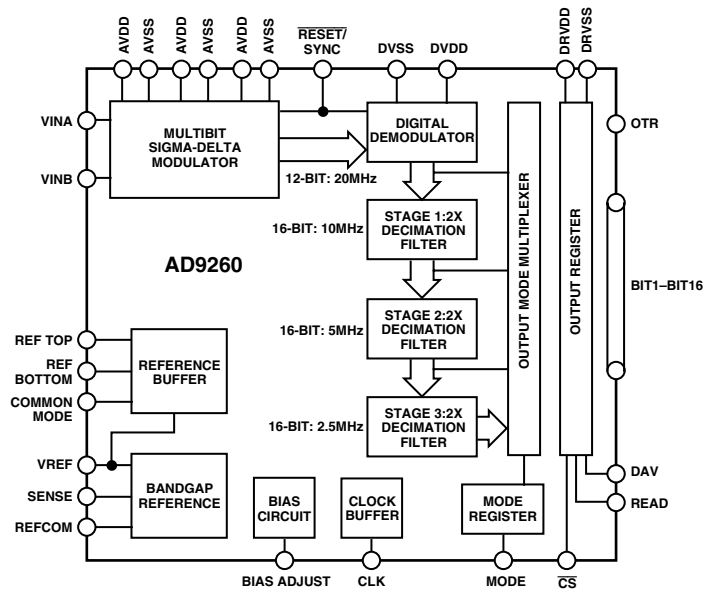 AVDD
AVSS
AVDD
AVSS
AVDD
AVSS
RESET/
SYNC
DVSS
DVDD
DRVDD
DRVSS
VINA
VINB
MULTIBIT
SIGMA-DELTA
MODULATOR
DIGITAL
DEMODULATOR
12-BIT: 20MHz
OTR
16-BIT: 10MHz
STAGE 1:2X
DECIMATION
FILTER
AD9260
OUTPUT MODE MULTIPLEXER
OUTPUT REGISTER
BIT1–BIT16
16-BIT: 5MHz
STAGE 2:2X
DECIMATION
FILTER
REF TOP
REF
BOTTOM
COMMON
MODE
REFERENCE
BUFFER
16-BIT: 2.5MHz
STAGE 3:2X
DECIMATION
FILTER
VREF
SENSE
REFCOM
BANDGAP
REFERENCE
BIAS
CIRCUIT
CLOCK
BUFFER
MODE
REGISTER
DAV
READ
BIAS ADJUST
CLK
MODE
CS